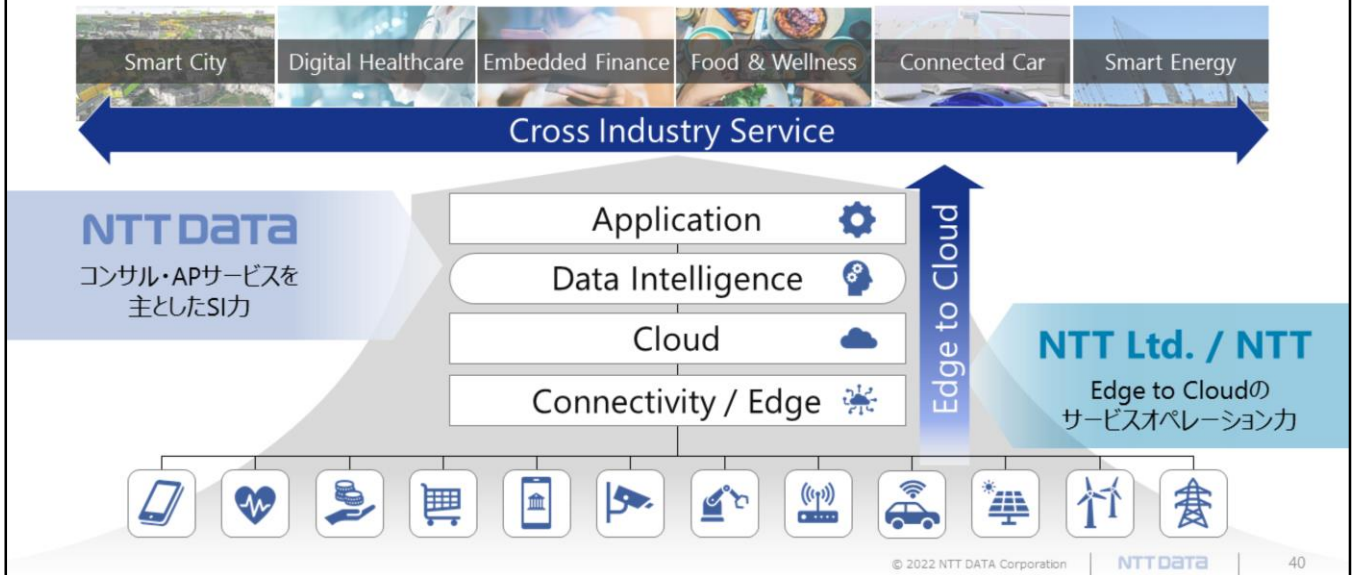 Smart City
Digital Healthcare
Embedded Finance
Food & Wellness
Connected Car
Smart Energy
Cross Industry Service
NTT DATA
コンサル・APサービスを
主としたSI力
Application
Data Intelligence
Cloud
Connectivity / Edge
Edge to Cloud
NTT Ltd. / NTT
Edge to Cloudの
サービスオペレーション力
© 2022 NTT DATA Corporation
NTT DATA
40